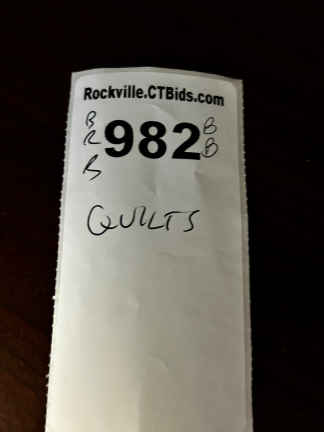 Rockville.CTBids.com
B
R 982 B
B B
QUILTS